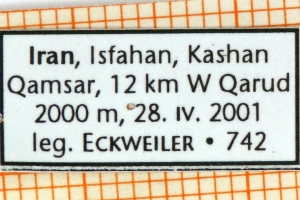 Iran, Isfahan, Kashan
Qamsar, 12 km W Qarud
2000 m, 28. IV. 2001
leg. ECKWEILER • 742